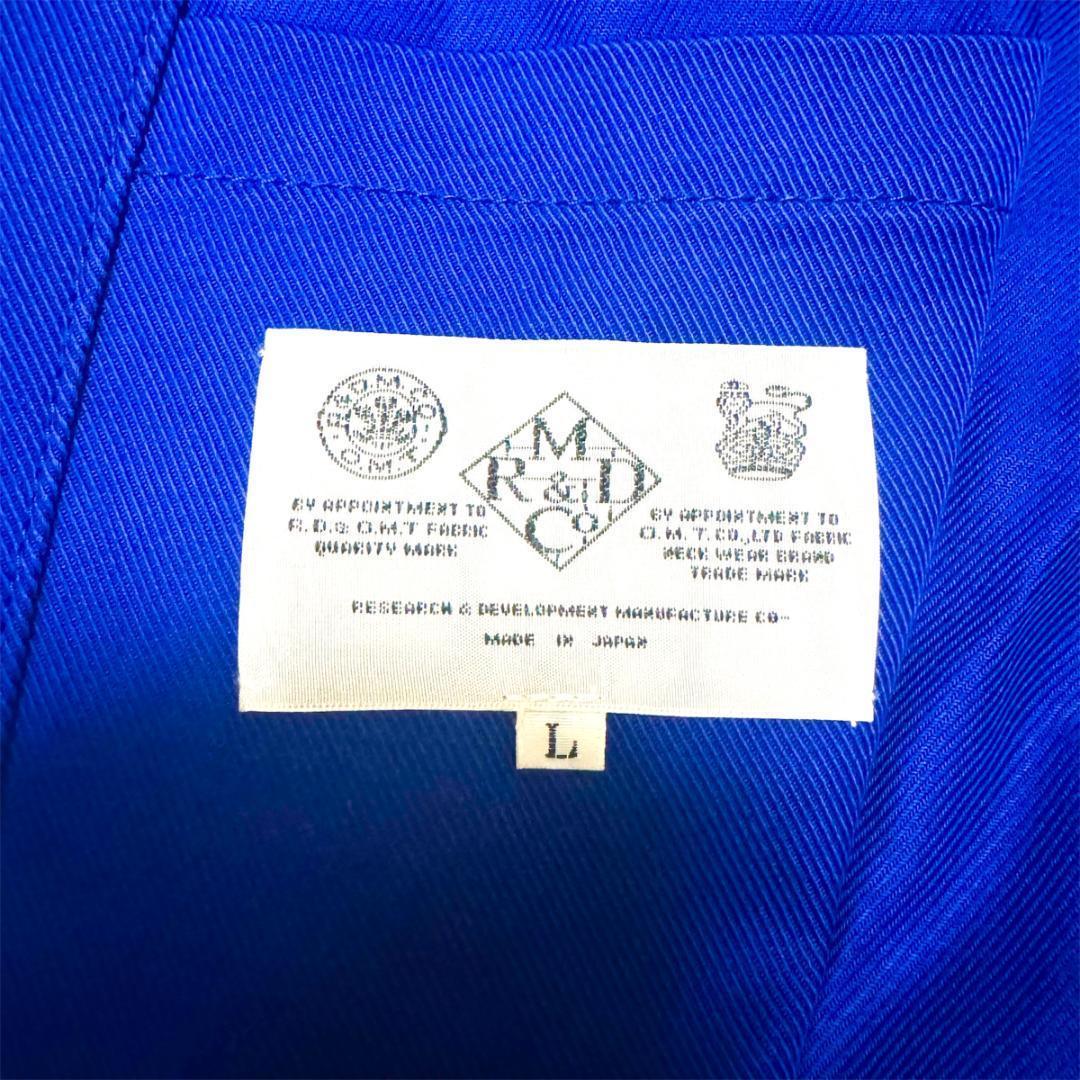 R.D.M.CO
O.M.T.
M
R & D
Co
BY APPOINTMENT TO
R.D.& O.M.T FABRIC
QUARITY MARK
BY APPOINTMENT TO
O.M.T.CO.,LTD FABRIC
NECK WEAR BRAND
TRADE MARK
RESEARCH & DEVELOPMENT MANUFACTURE CO..
MADE IN JAPAN
L